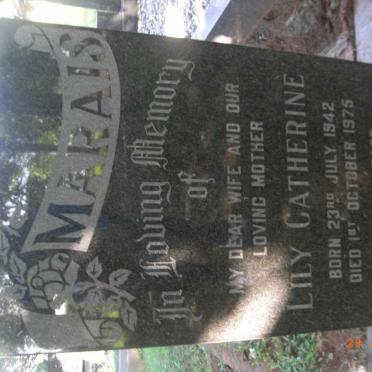 MARAIS
In Loving Memory
of
MY DEAR WIFE AND OUR
LOVING MOTHER
LILY CATHERINE
BORN 23RD JULY 1942
DIED 1ST OCTOBER 1975